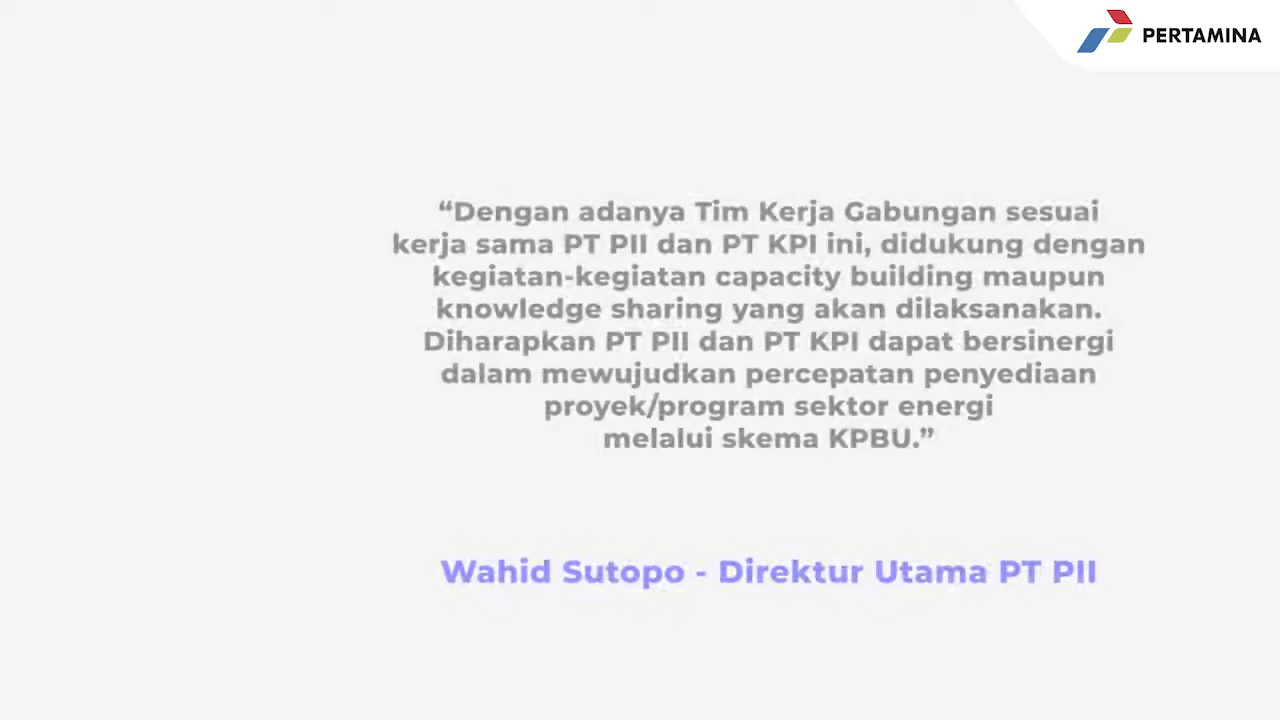 PERTAMINA
“Dengan adanya Tim Kerja Gabungan sesuai
kerja sama PT PII dan PT KPI ini, didukung dengan
kegiatan-kegiatan capacity building maupun
knowledge sharing yang akan dilaksanakan.
Diharapkan PT PII dan PT KPI dapat bersinergi
dalam mewujudkan percepatan penyediaan
proyek/program sektor energi
melalui skema KPBU.”
Wahid Sutopo - Direktur Utama PT PII